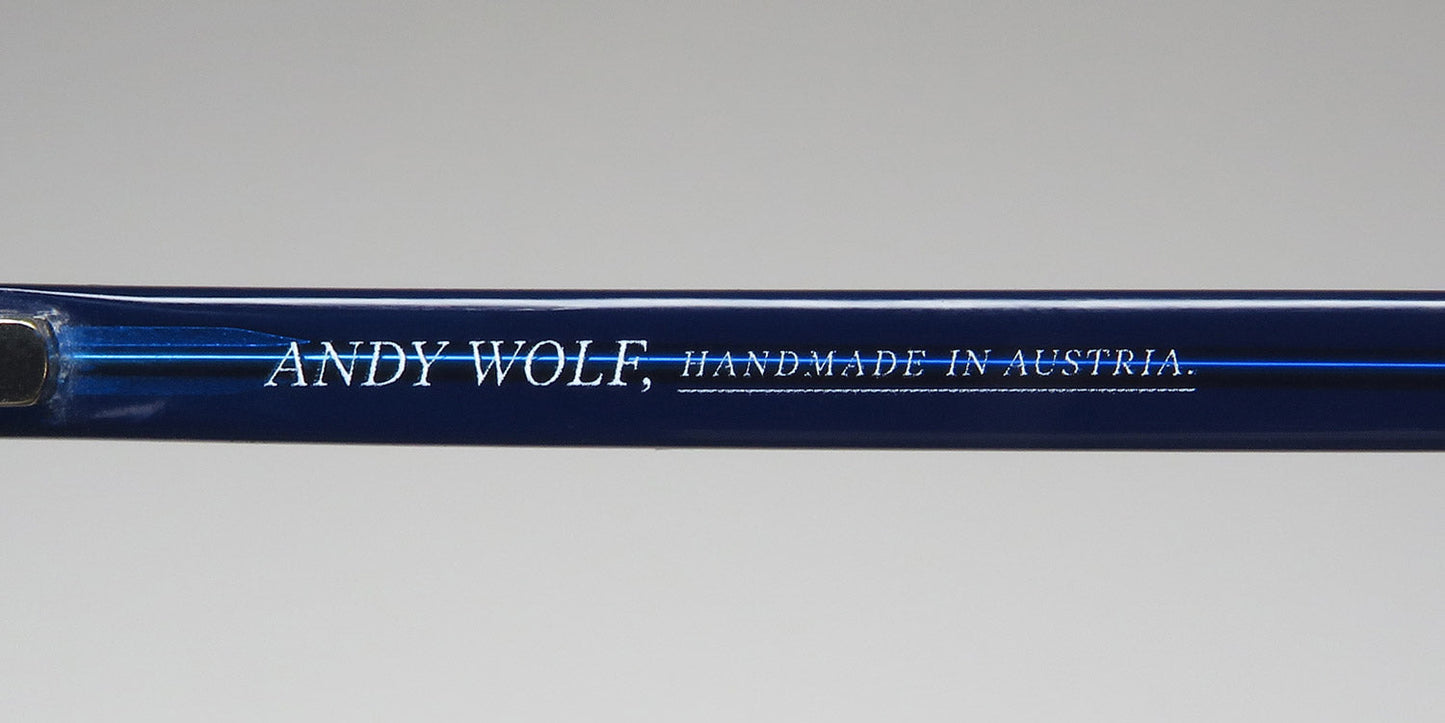 ANDY WOLF, HANDMADE IN AUSTRIA.